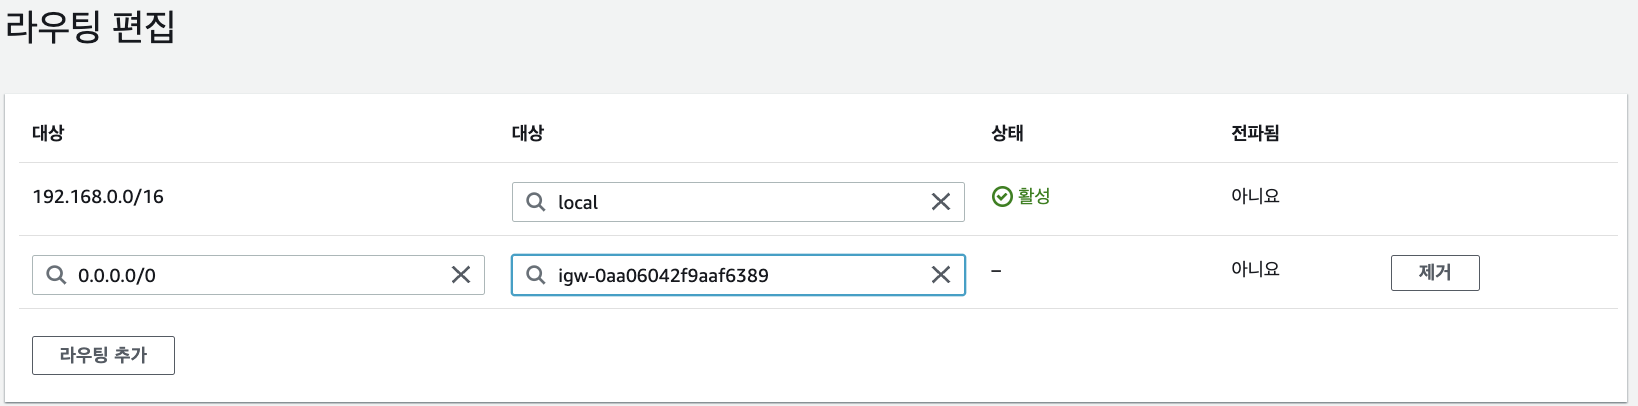 라우팅 편집
대상 대상 상태 전파됨
192.168.0.0/16 local 활성 아니요
0.0.0.0/0 igw-0aa06042f9aaf6389 – 아니요 제거
라우팅 추가